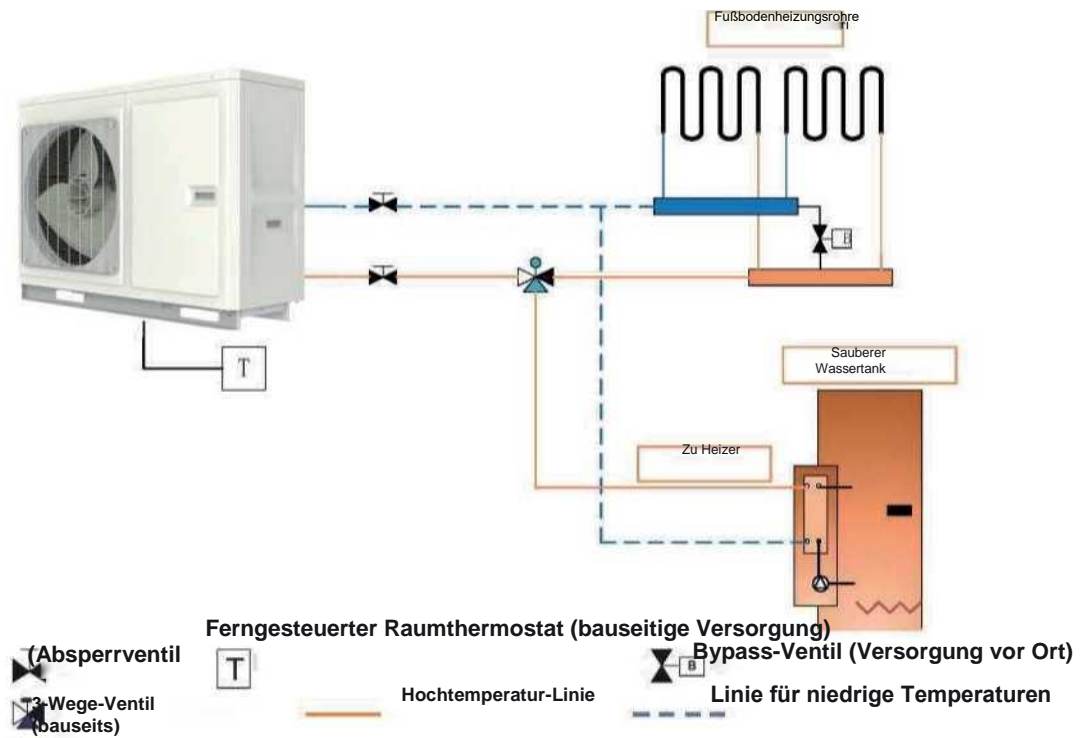 Fußbodenheizungsrohre
B
T
Sauberer
Wassertank
Zu Heizer
Ferngesteuerter Raumthermostat (bauseitige Versorgung)
(Absperrventil
T
B
Bypass-Ventil (Versorgung vor Ort)
3-Wege-Ventil
(bauseits)
Hochtemperatur-Linie
Linie für niedrige Temperaturen